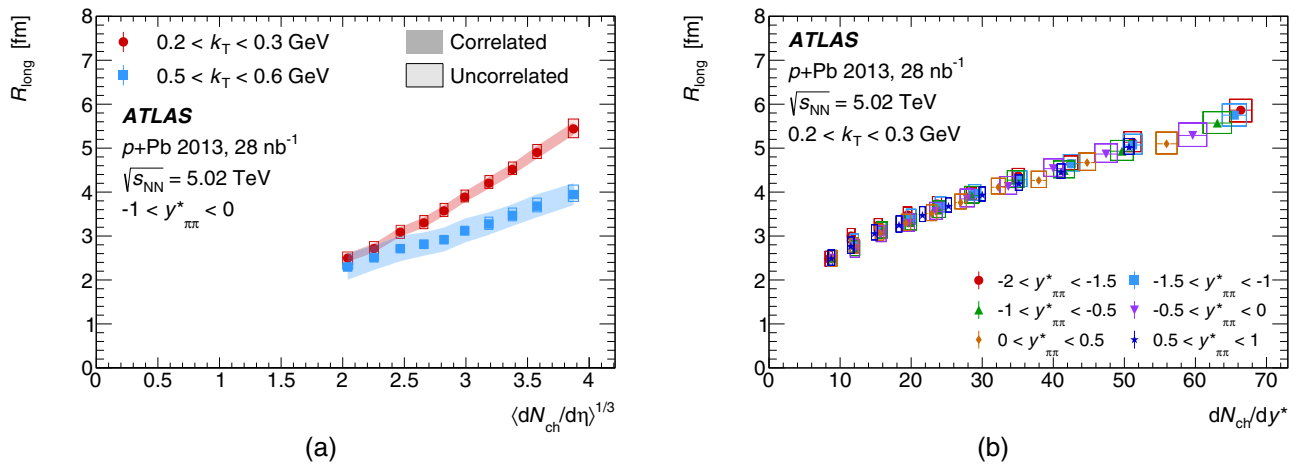 R_long [fm]
8
7
6
5
4
3
2
1
0
0.2 < k_T < 0.3 GeV
0.5 < k_T < 0.6 GeV
Correlated
Uncorrelated
ATLAS
p+Pb 2013, 28 nb^-1
√s_NN = 5.02 TeV
-1 < y*_ππ < 0
0 0.5 1 1.5 2 2.5 3 3.5 4
⟨dN_ch/dη⟩^1/3
(a)
R_long [fm]
8
7
6
5
4
3
2
1
0
ATLAS
p+Pb 2013, 28 nb^-1
√s_NN = 5.02 TeV
0.2 < k_T < 0.3 GeV
-2 < y*_ππ < -1.5 -1.5 < y*_ππ < -1
-1 < y*_ππ < -0.5 -0.5 < y*_ππ < 0
0 < y*_ππ < 0.5 0.5 < y*_ππ < 1
0 10 20 30 40 50 60 70
dN_ch/dy*
(b)